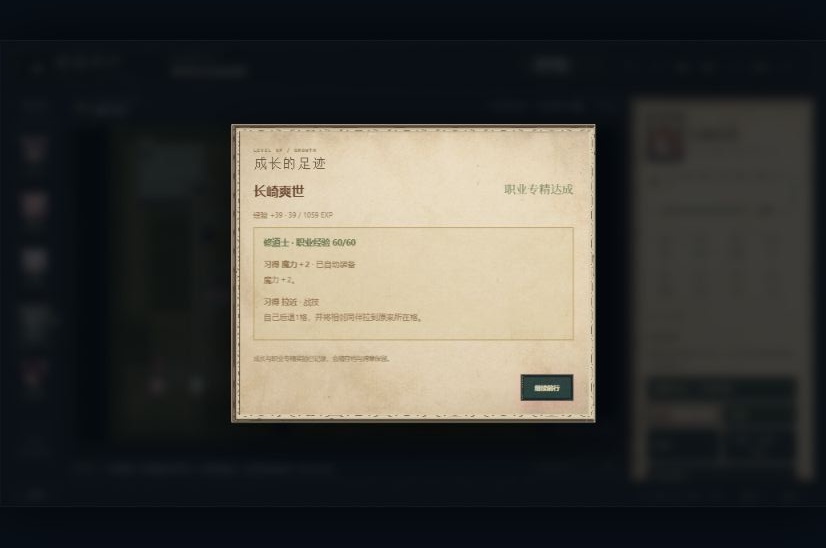 LEVEL UP / GROWTH
成长的足迹
长崎爽世
职业专精达成
经验 +39 · 39 / 1059 EXP
修道士 · 职业经验 60/60
习得 魔力+2 · 已自动装备
魔力+2。
习得 拉近 · 战技
自己后退1格，并将相邻同伴拉到原来所在格。
继续前行